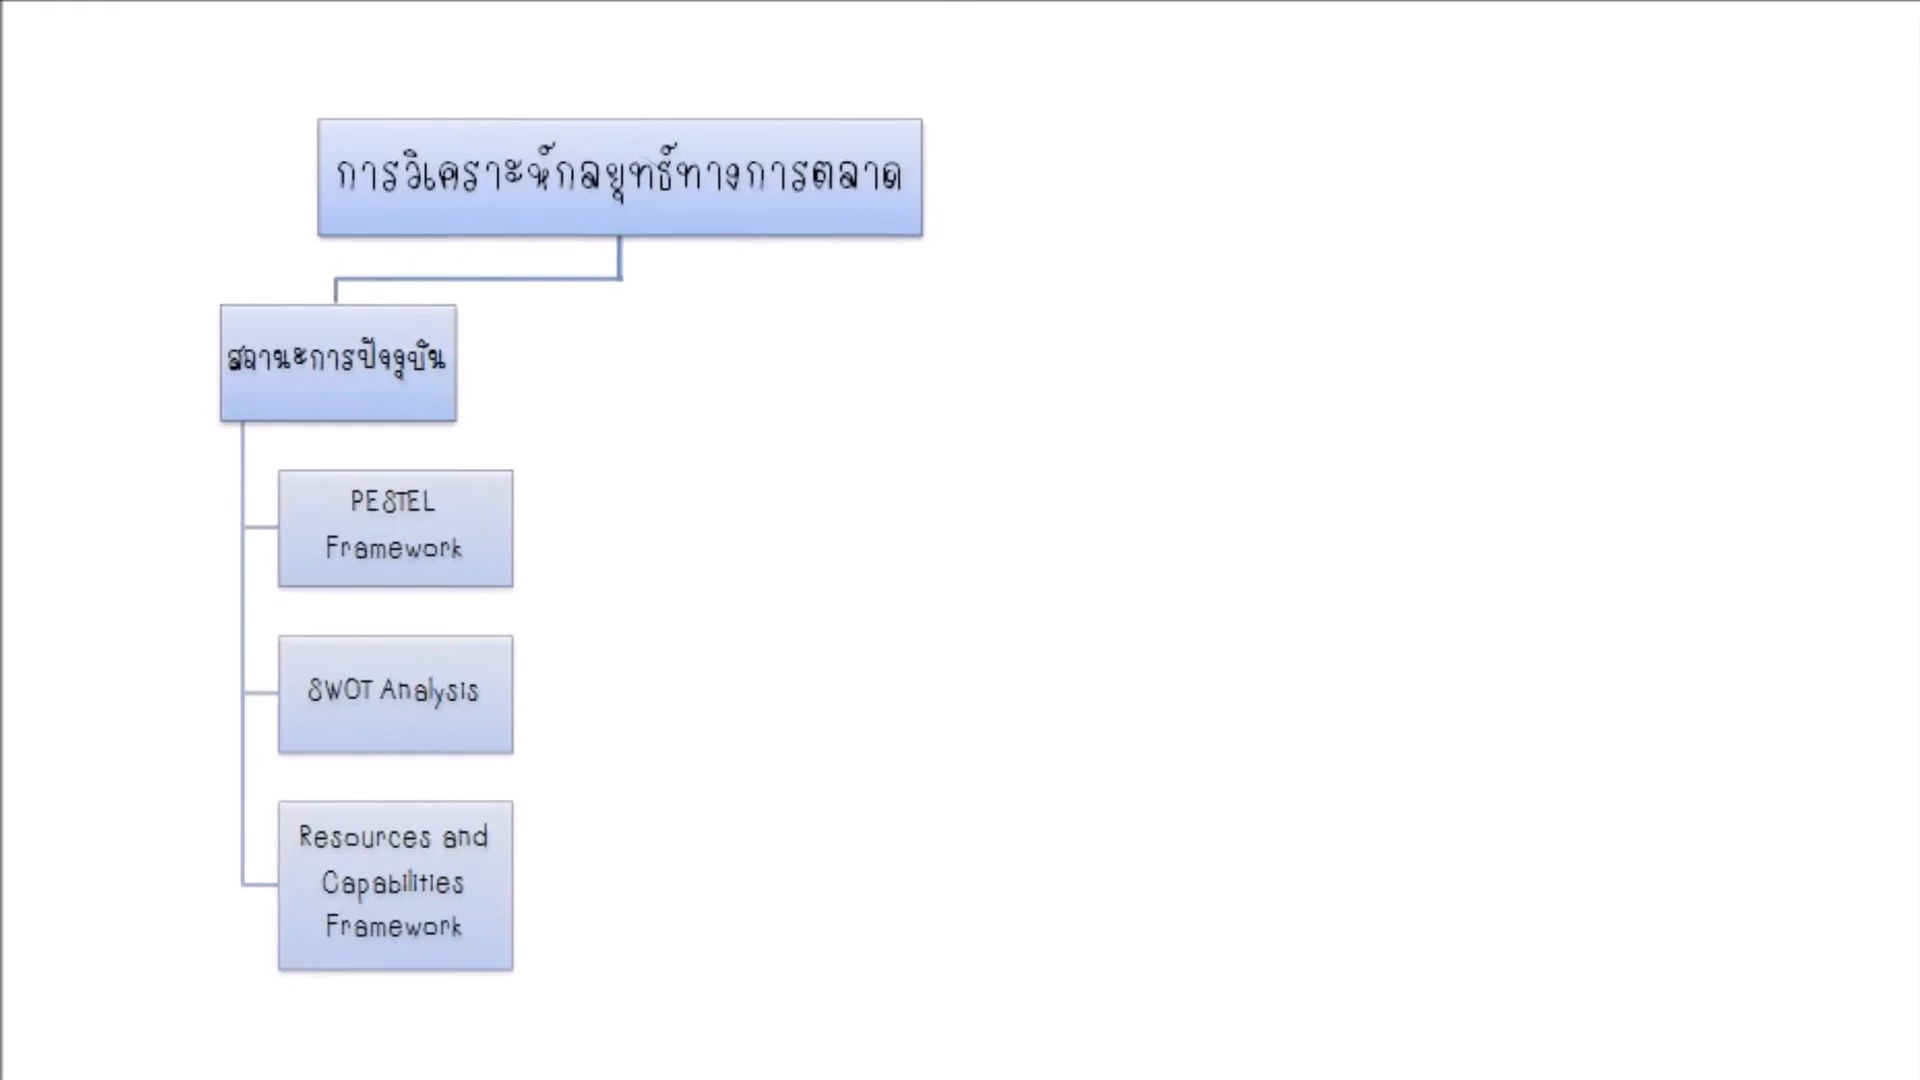 การวิเคราะห์กลยุทธ์ทางการตลาด
สถานะการปัจจุบัน
PESTEL
Framework
SWOT Analysis
Resources and
Capabilities
Framework